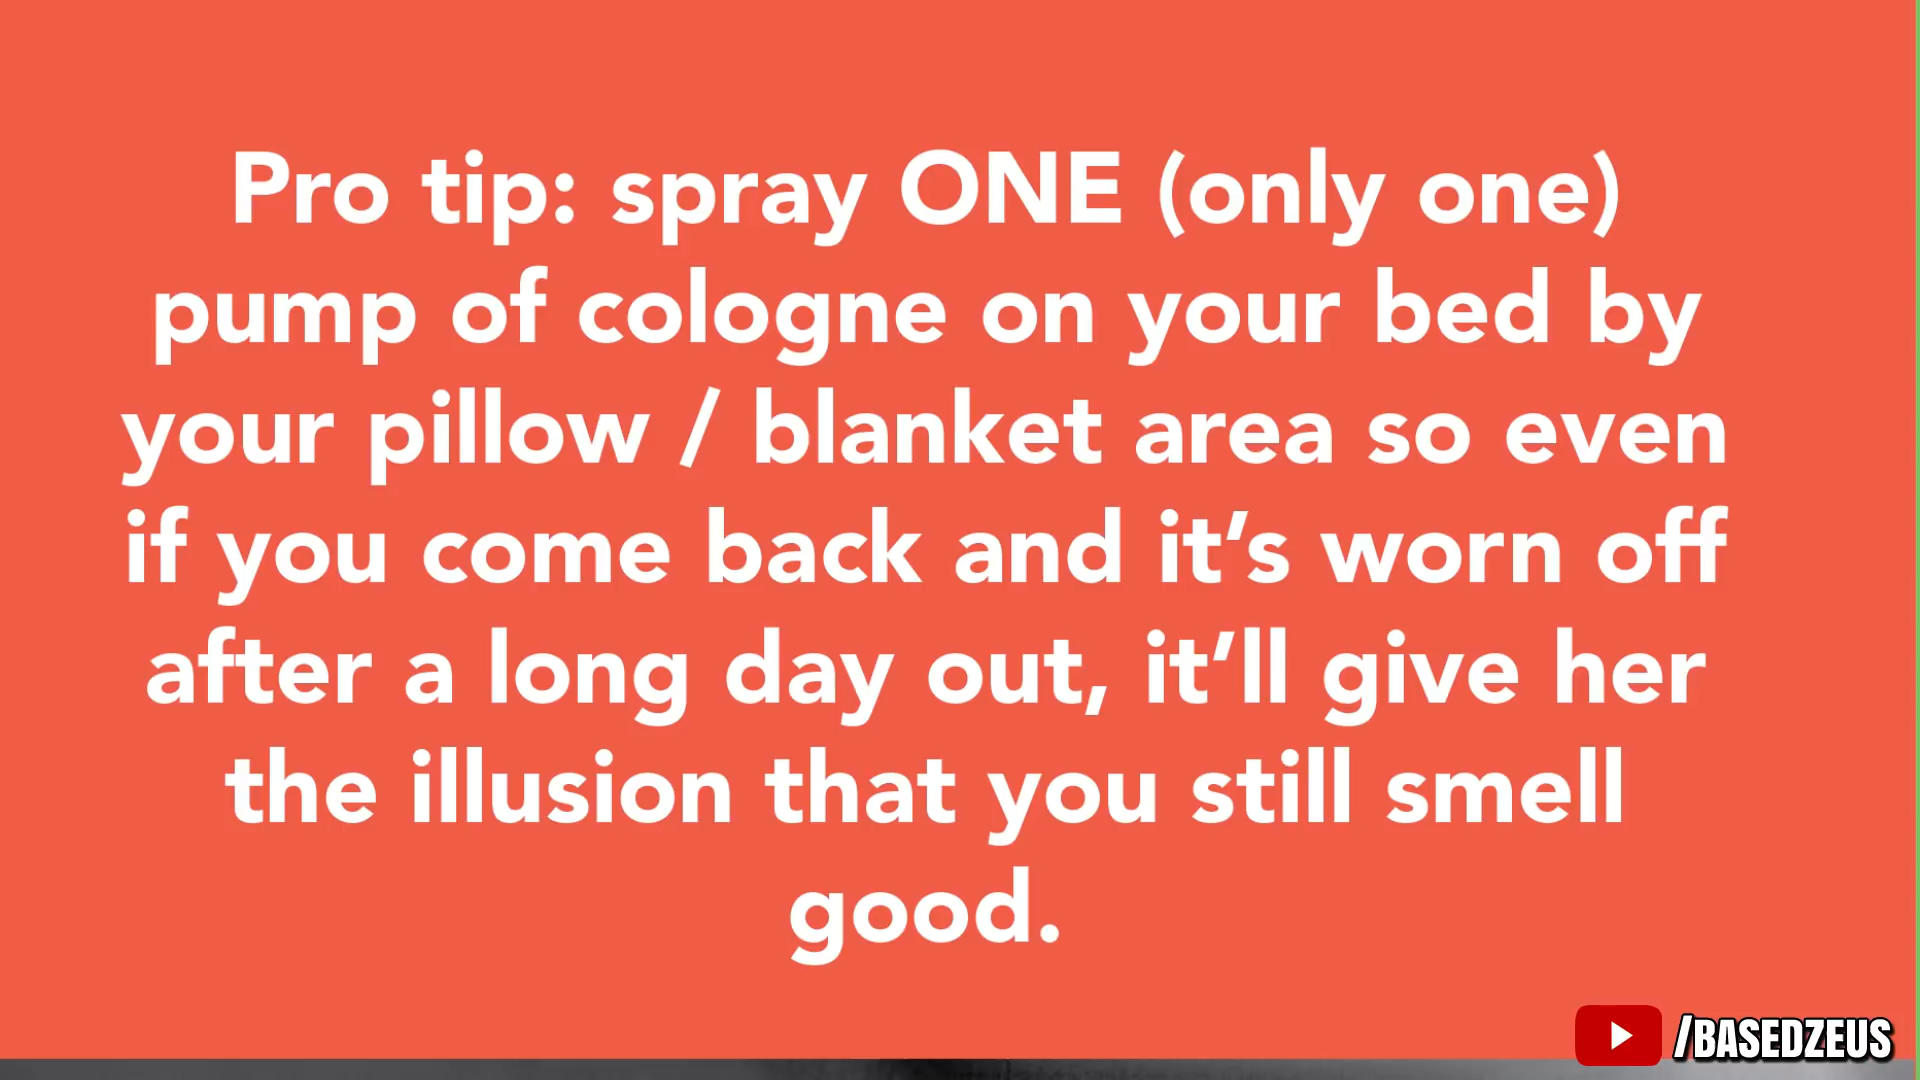 Pro tip: spray ONE (only one)
pump of cologne on your bed by
your pillow / blanket area so even
if you come back and it’s worn off
after a long day out, it’ll give her
the illusion that you still smell
good.
/BASEDZEUS